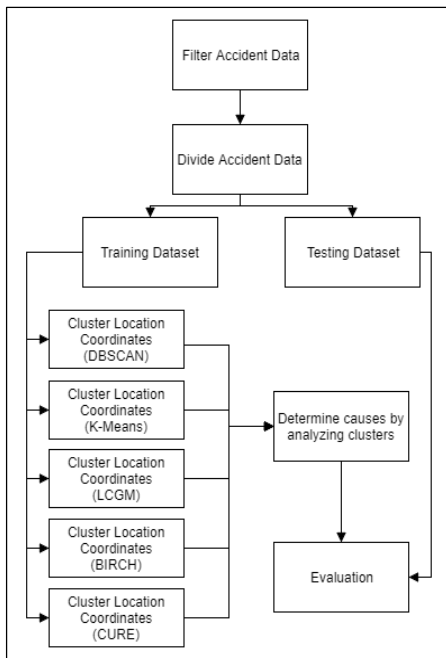 Filter Accident Data
Divide Accident Data
Training Dataset
Testing Dataset
Cluster Location
Coordinates
(DBSCAN)
Cluster Location
Coordinates
(K-Means)
Cluster Location
Coordinates
(LCGM)
Cluster Location
Coordinates
(BIRCH)
Cluster Location
Coordinates
(CURE)
Determine causes by
analyzing clusters
Evaluation